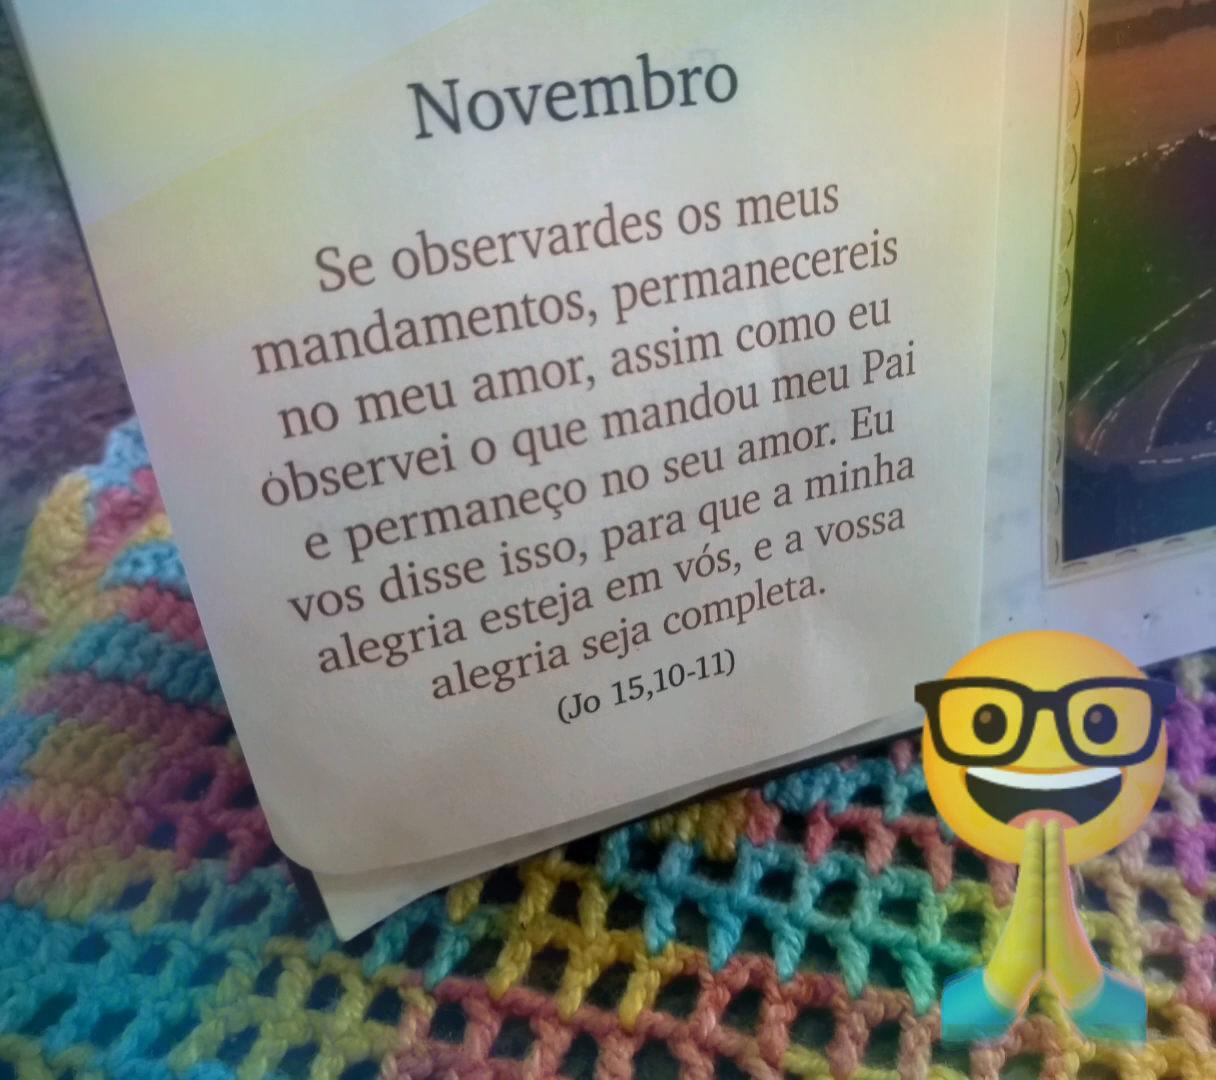 Novembro
Se observardes os meus
mandamentos, permanecereis
no meu amor, assim como eu
observei o que mandou meu Pai
e permaneço no seu amor. Eu
vos disse isso, para que a minha
alegria esteja em vós, e a vossa
alegria seja completa.
(Jo 15,10-11)